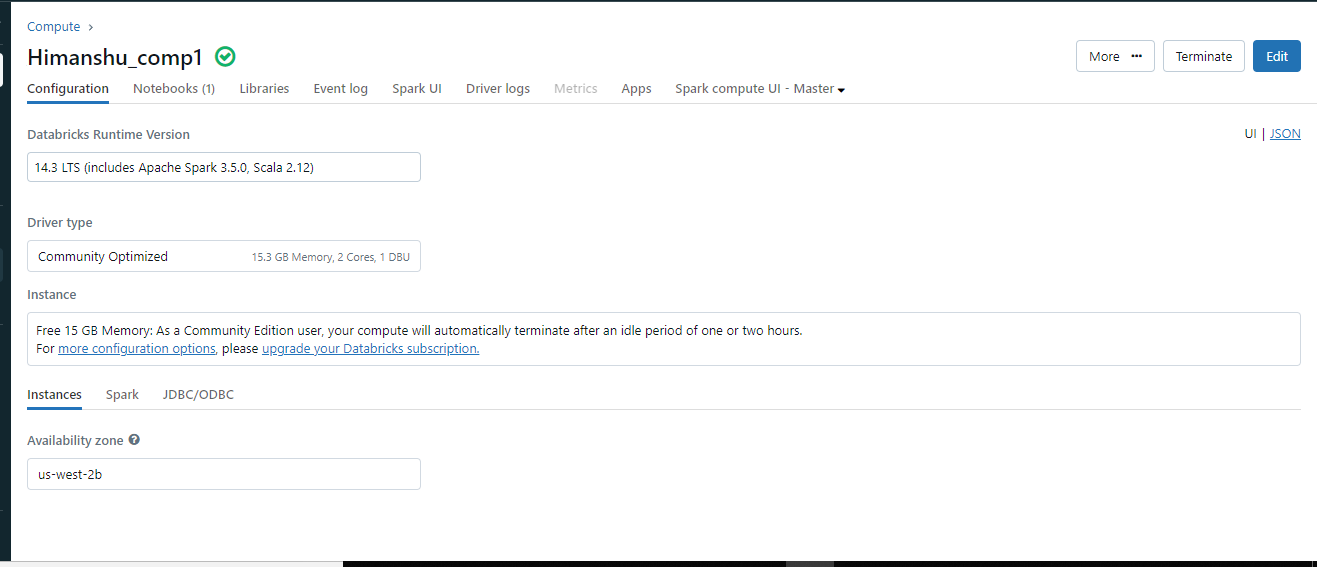 Compute ›
Himanshu_comp1
More ··· Terminate Edit
Configuration Notebooks (1) Libraries Event log Spark UI Driver logs Metrics Apps Spark compute UI - Master
Databricks Runtime Version
UI | JSON
14.3 LTS (includes Apache Spark 3.5.0, Scala 2.12)
Driver type
Community Optimized 15.3 GB Memory, 2 Cores, 1 DBU
Instance
Free 15 GB Memory: As a Community Edition user, your compute will automatically terminate after an idle period of one or two hours.
For more configuration options, please upgrade your Databricks subscription.
Instances Spark JDBC/ODBC
Availability zone ?
us-west-2b